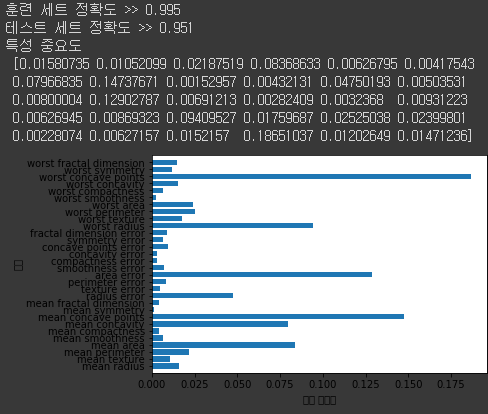 훈련 세트 정확도 >> 0.995
테스트 세트 정확도 >> 0.951
특성 중요도
[0.01580735 0.01052099 0.02187519 0.08368633 0.00626795 0.00417543
0.07966835 0.14737671 0.00152957 0.00432131 0.04750193 0.00503531
0.00800004 0.12902787 0.00691213 0.00282409 0.0032368 0.00931223
0.00626945 0.00869323 0.09409527 0.01759687 0.02525038 0.02399801
0.00228074 0.00627157 0.0152157 0.18651037 0.01202649 0.01471236]
worst fractal dimension
worst symmetry
worst concave points
worst concavity
worst compactness
worst smoothness
worst area
worst perimeter
worst texture
worst radius
fractal dimension error
symmetry error
concave points error
concavity error
compactness error
smoothness error
area error
perimeter error
texture error
radius error
mean fractal dimension
mean symmetry
mean concave points
mean concavity
mean compactness
mean smoothness
mean area
mean perimeter
mean texture
mean radius
0.000 0.025 0.050 0.075 0.100 0.125 0.150 0.175